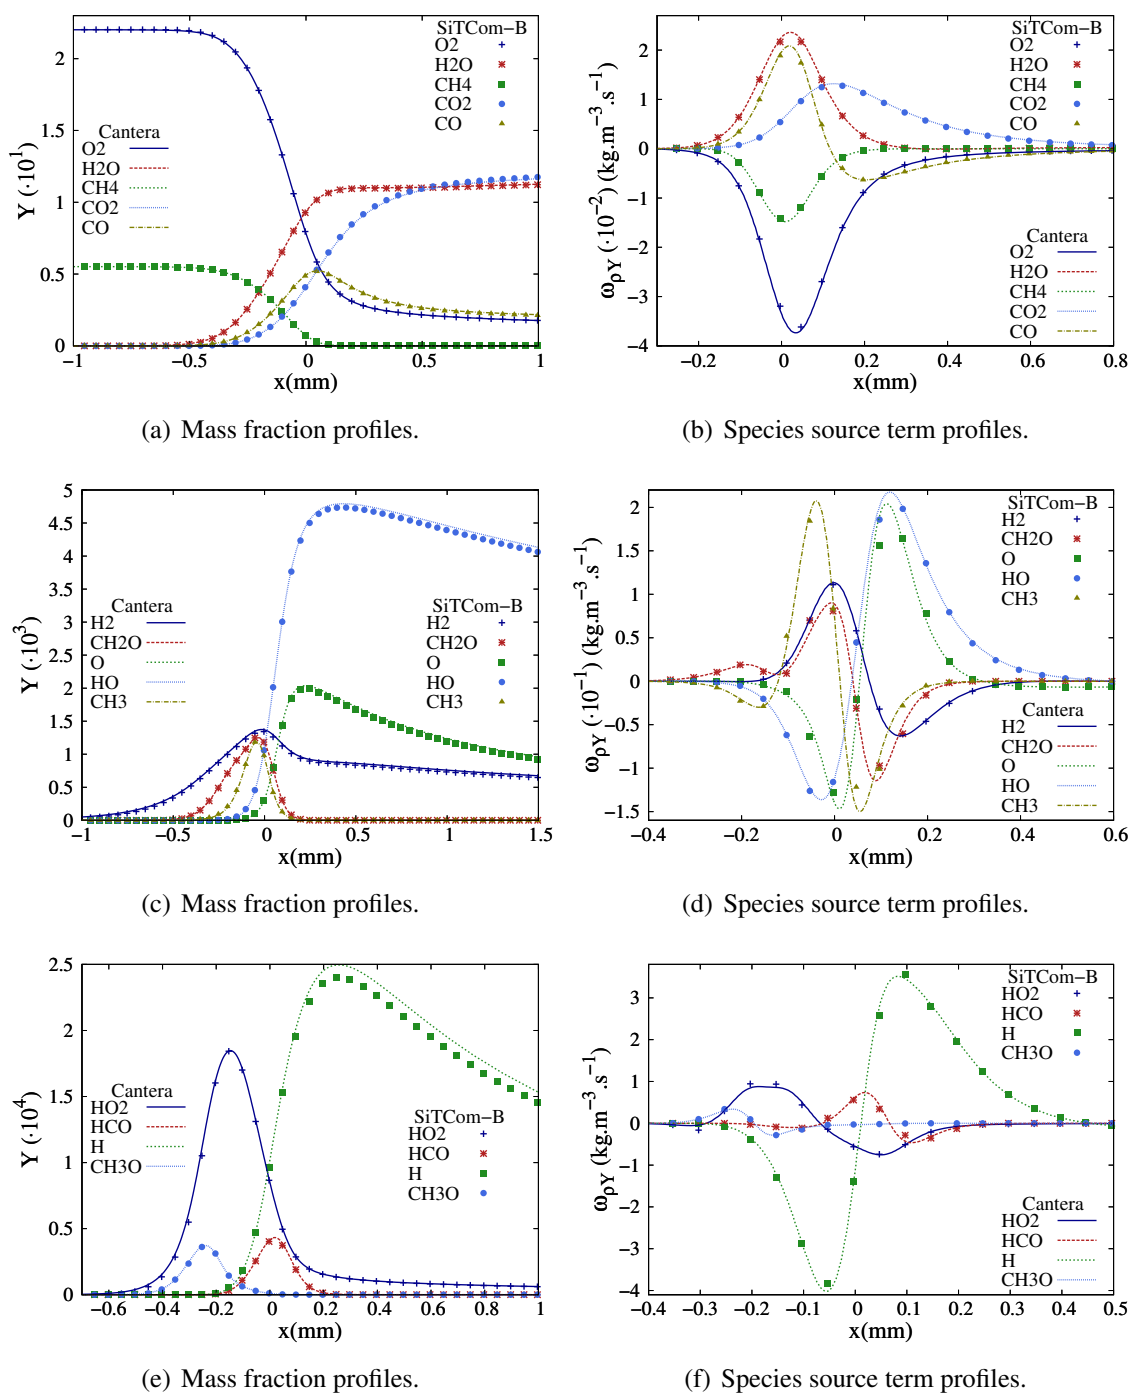 SiTCom−B
O2
H2O
CH4
CO2
CO
Cantera
O2
H2O
CH4
CO2
CO
Y (·10¹)
2
1
0.5
0
−1
−0.5
0
0.5
1
x(mm)
(a) Mass fraction profiles.
SiTCom−B
O2
H2O
CH4
CO2
CO
Cantera
O2
H2O
CH4
CO2
CO
ωρY (·10⁻²) (kg.m⁻³.s⁻¹)
2
1
0
−1
−2
−3
−4
−0.2
0
0.2
0.4
0.6
0.8
x(mm)
(b) Species source term profiles.
Cantera
H2
CH2O
O
HO
CH3
SiTCom−B
H2
CH2O
O
HO
CH3
Y (·10³)
5
4.5
4
3.5
3
2.5
2
1.5
1
0.5
0
−1
−0.5
0
0.5
1
1.5
x(mm)
(c) Mass fraction profiles.
SiTCom−B
H2
CH2O
O
HO
CH3
Cantera
H2
CH2O
O
HO
CH3
ωρY (·10⁻¹) (kg.m⁻³.s⁻¹)
2
1.5
1
0.5
0
−0.5
−1
−1.5
−0.4
−0.2
0
0.2
0.4
0.6
x(mm)
(d) Species source term profiles.
Cantera
HO2
HCO
H
CH3O
SiTCom−B
HO2
HCO
H
CH3O
Y (·10⁴)
2.5
2
1.5
1
0.5
0
−0.6
−0.4
−0.2
0
0.2
0.4
0.6
0.8
1
x(mm)
(e) Mass fraction profiles.
SiTCom−B
HO2
HCO
H
CH3O
Cantera
HO2
HCO
H
CH3O
ωρY (kg.m⁻³.s⁻¹)
3
2
1
0
−1
−2
−3
−4
−0.4
−0.3
−0.2
−0.1
0
0.1
0.2
0.3
0.4
0.5
x(mm)
(f) Species source term profiles.